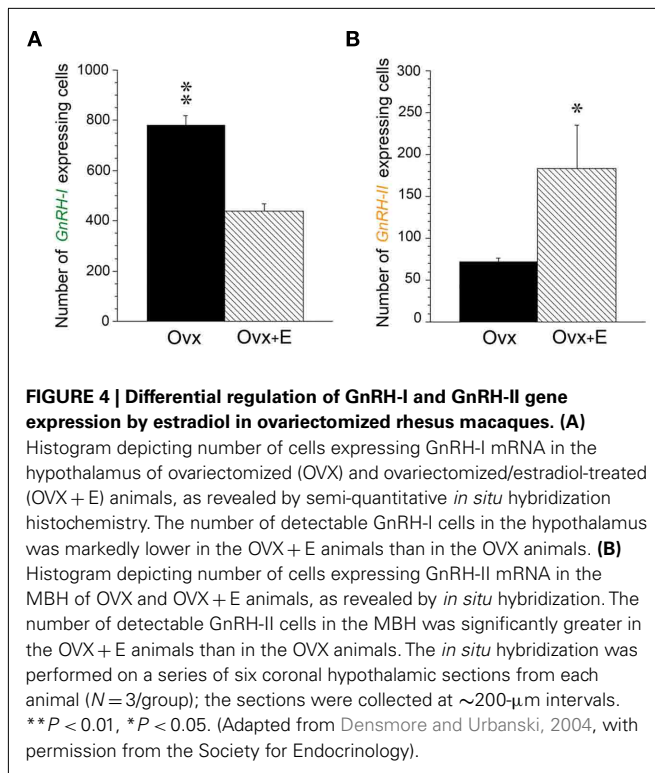 A
B
Number of GnRH-I expressing cells
1000
800
600
400
200
0
**
Ovx
Ovx+E
Number of GnRH-II expressing cells
300
250
200
150
100
50
0
*
Ovx
Ovx+E
FIGURE 4 | Differential regulation of GnRH-I and GnRH-II gene
expression by estradiol in ovariectomized rhesus macaques. (A)
Histogram depicting number of cells expressing GnRH-I mRNA in the
hypothalamus of ovariectomized (OVX) and ovariectomized/estradiol-treated
(OVX + E) animals, as revealed by semi-quantitative in situ hybridization
histochemistry. The number of detectable GnRH-I cells in the hypothalamus
was markedly lower in the OVX + E animals than in the OVX animals. (B)
Histogram depicting number of cells expressing GnRH-II mRNA in the
MBH of OVX and OVX + E animals, as revealed by in situ hybridization. The
number of detectable GnRH-II cells in the MBH was significantly greater in
the OVX + E animals than in the OVX animals. The in situ hybridization was
performed on a series of six coronal hypothalamic sections from each
animal (N = 3/group); the sections were collected at ~200-μm intervals.
**P < 0.01, *P < 0.05. (Adapted from Densmore and Urbanski, 2004, with
permission from the Society for Endocrinology).